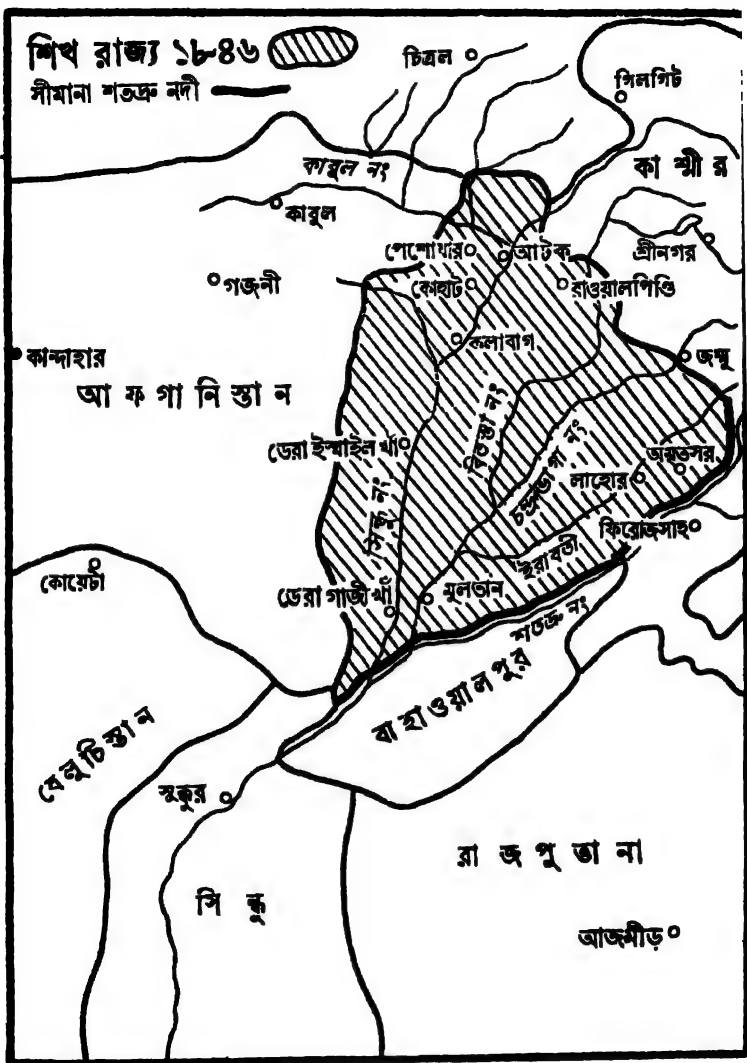 শিখ রাজ্য ১৮৪৬
সীমানা শতদ্রু নদী
চিত্রল
গিলগিট
কাবুল নং
কাশ্মীর
কাবুল
পেশোয়ার
আটক
শ্রীনগর
গজনী
কোহাট
রাওয়ালপিণ্ডি
কান্দাহার
কলাবাগ
জম্মু
আফগানিস্তান
বিতস্তা নং
ডেরা ইস্মাইল খাঁ
অমৃতসর
চন্দ্রভাগা নং
লাহোর
সিন্ধু নং
ফিরোজসাহ
ইরাবতী
কোয়েটা
ডেরা গাজী খাঁ
মুলতান
শতদ্রু নং
বাহাওয়ালপুর
বেলুচিস্তান
সুক্কুর
রাজপুতানা
সিন্ধু
আজমীড়